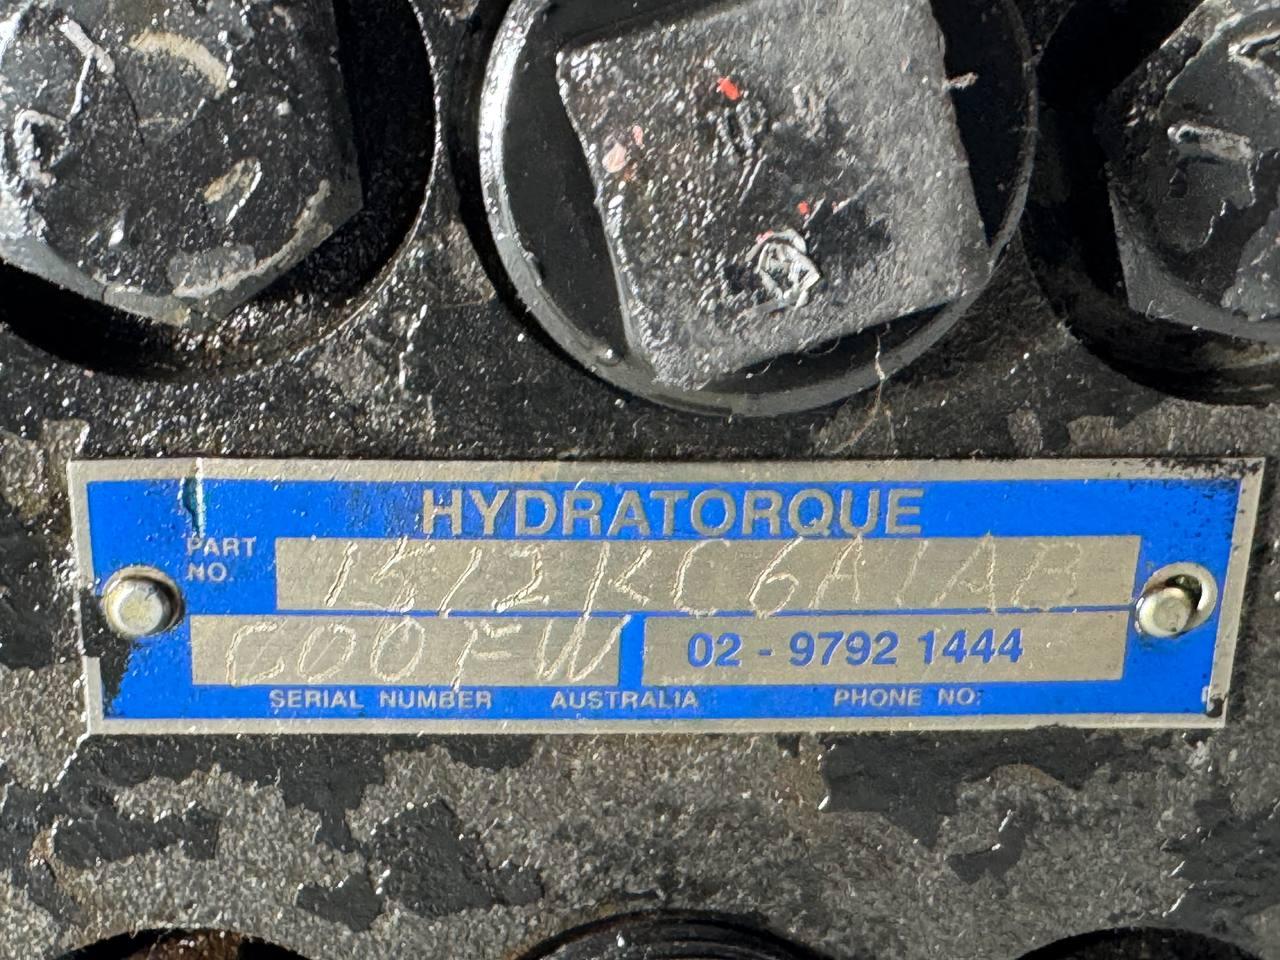 HYDRATORQUE
PART NO. 1512KC6A1AB
C00FW 02 - 9792 1444
SERIAL NUMBER AUSTRALIA PHONE NO: